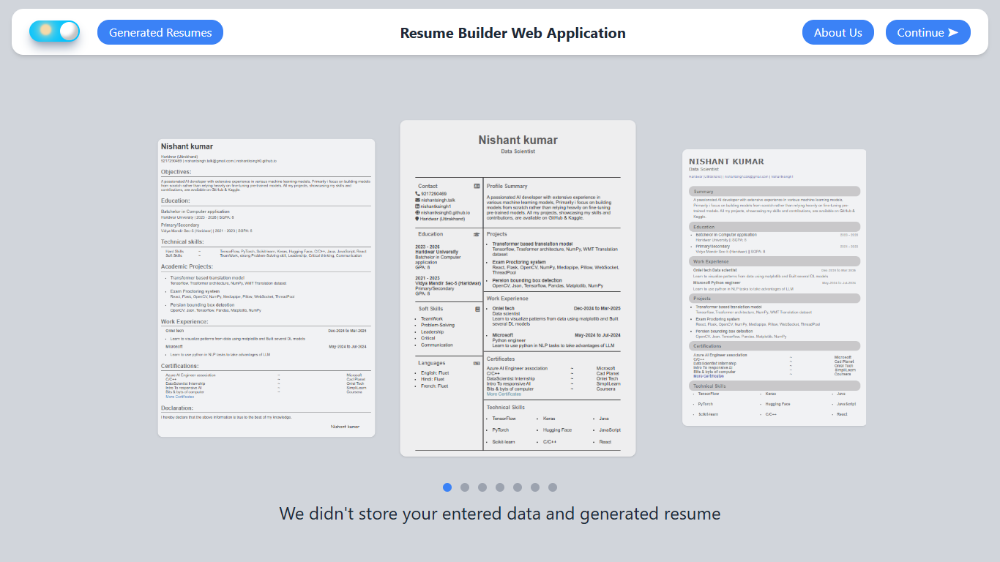 Generated Resumes
Resume Builder Web Application
About Us
Continue
Nishant kumar
Haridwar (Uttrakhand)
9217290469 | nishantsingh.talk@gmail.com | nishantksingh0.github.io
Objectives:
A passionated AI developer with extensive experience in various machine learning models. Primarily i focus on building models
from scratch rather than relying heavily on fine-tuning pre-trained models. All my projects, showcasing my skills and
contributions, are available on GitHub & Kaggle.
Education:
Batchelor in Computer application
Haridwar University | 2023 - 2026 | SGPA: 8
Primary/Secondary
Vidya Mandir Sec-5 (Haridwar) | 2021 - 2023 | SGPA: 8
Technical skills:
Hard Skills ~ TensorFlow, PyTorch, Scikit-learn, Keras, Hugging Face, C/C++, Java, JavaScript, React
Soft Skills ~ TeamWork, strong Problem-Solving skill, Leadership, Critical thinking, Communication
Academic Projects:
• Transformer based translation model
Tensorflow, Trasformer architecture, NumPy, WMT Translation dataset
• Exam Proctoring system
React, Flask, OpenCV, NumPy, Mediapipe, Pillow, WebSocket, ThreadPool
• Persion bounding box detection
OpenCV, Json, Tensorflow, Pandas, Matplotlib, NumPy
Work Experience:
Oniel tech Dec-2024 to Mar-2025
• Learn to visualize patterns from data using matplotlib and Built several DL models
Microsoft May-2024 to Jul-2024
• Learn to use python in NLP tasks to take advantages of LLM
Certifications:
Azure AI Engineer association ~ Microsoft
C/C++ ~ Cad Planet
DataScientist Internship ~ Oniel Tech
Intro To responsive AI ~ SimpliLearn
Bits & byts of computer ~ Coursera
More Certificates
Declaration:
I hereby declare that the above information is true to the best of my knowledge.
Nishant kumar
Nishant kumar
Data Scientist
Contact
9217290469
nishantsingh.talk
nishantksingh1
nishantksingh0.github.io
Haridwar (Uttrakhand)
Education
2023 - 2026
Haridwar University
Batchelor in Computer
application
GPA: 8
2021 - 2023
Vidya Mandir Sec-5 (Haridwar)
Primary/Secondary
GPA: 8
Soft Skills
• TeamWork
• Problem-Solving
• Leadership
• Critical
• Communication
Languages
• English: Fluet
• Hindi: Fluet
• French: Fluet
Profile Summary
A passionated AI developer with extensive experience in
various machine learning models. Primarily i focus on building
models from scratch rather than relying heavily on fine-tuning
pre-trained models. All my projects, showcasing my skills and
contributions, are available on GitHub & Kaggle.
Projects
• Transformer based translation model
Tensorflow, Trasformer architecture, NumPy, WMT Translation
dataset
• Exam Proctoring system
React, Flask, OpenCV, NumPy, Mediapipe, Pillow, WebSocket,
ThreadPool
• Persion bounding box detection
OpenCV, Json, Tensorflow, Pandas, Matplotlib, NumPy
Work Experience
• Oniel tech Dec-2024 to Mar-2025
Data scientist
Learn to visualize patterns from data using matplotlib and Built
several DL models
• Microsoft May-2024 to Jul-2024
Python engineer
Learn to use python in NLP tasks to take advantages of LLM
Certificates
Azure AI Engineer association ~ Microsoft
C/C++ ~ Cad Planet
DataScientist Internship ~ Oniel Tech
Intro To responsive AI ~ SimpliLearn
Bits & byts of computer ~ Coursera
More Certificates
Technical Skills
• TensorFlow • Keras • Java
• PyTorch • Hugging Face • JavaScript
• Scikit-learn • C/C++ • React
NISHANT KUMAR
Data Scientist
Haridwar (Uttrakhand) | nishantsingh.talk@gmail.com | nishantksingh1
Summary
A passionated AI developer with extensive experience in various machine learning models.
Primarily i focus on building models from scratch rather than relying heavily on fine-tuning pre-
trained models. All my projects, showcasing my skills and contributions, are available on GitHub &
Kaggle.
Education
• Batchelor in Computer application 2023 - 2026
Haridwar University || SGPA: 8
• Primary/Secondary 2021 - 2023
Vidya Mandir Sec-5 (Haridwar) || SGPA: 8
Work Experience
Oniel tech Data scientist Dec-2024 to Mar-2025
Learn to visualize patterns from data using matplotlib and Built several DL models
Microsoft Python engineer May-2024 to Jul-2024
Learn to use python in NLP tasks to take advantages of LLM
Projects
• Transformer based translation model
Tensorflow, Trasformer architecture, NumPy, WMT Translation dataset
• Exam Proctoring system
React, Flask, OpenCV, NumPy, Mediapipe, Pillow, WebSocket, ThreadPool
• Persion bounding box detection
OpenCV, Json, Tensorflow, Pandas, Matplotlib, NumPy
Certifications
Azure AI Engineer association ~ Microsoft
C/C++ ~ Cad Planet
DataScientist Internship ~ Oniel Tech
Intro To responsive AI ~ SimpliLearn
Bits & byts of computer ~ Coursera
More Certificates
Technical Skills
• TensorFlow • Keras • Java
• PyTorch • Hugging Face • JavaScript
• Scikit-learn • C/C++ • React
We didn't store your entered data and generated resume